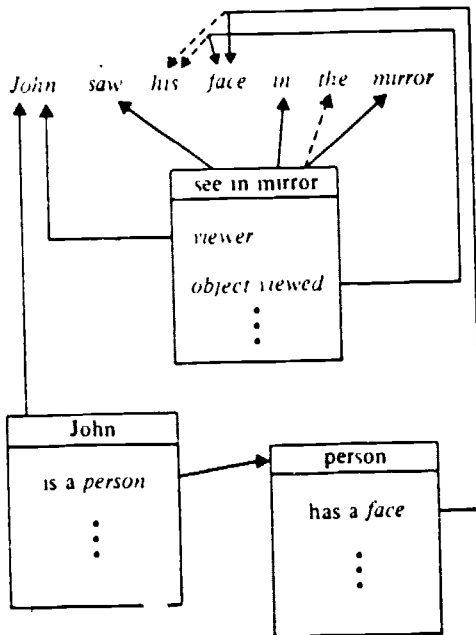 John saw his face in the mirror
see in mirror
viewer
object viewed
John
is a person
person
has a face